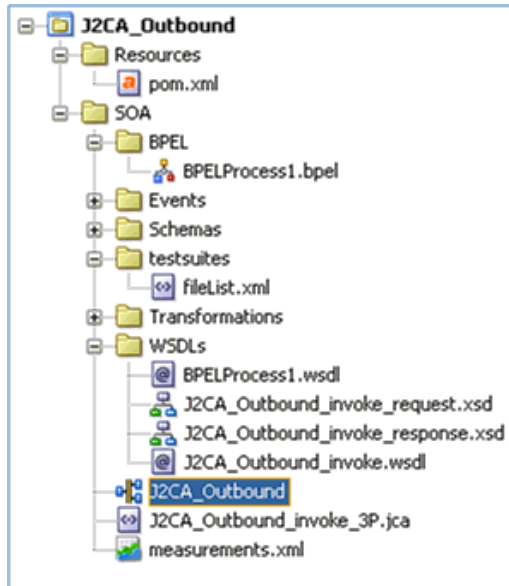 J2CA_Outbound
Resources
pom.xml
SOA
BPEL
BPELProcess1.bpel
Events
Schemas
testsuites
fileList.xml
Transformations
WSDLs
BPELProcess1.wsdl
J2CA_Outbound_invoke_request.xsd
J2CA_Outbound_invoke_response.xsd
J2CA_Outbound_invoke.wsdl
J2CA_Outbound
J2CA_Outbound_invoke_3P.jca
measurements.xml